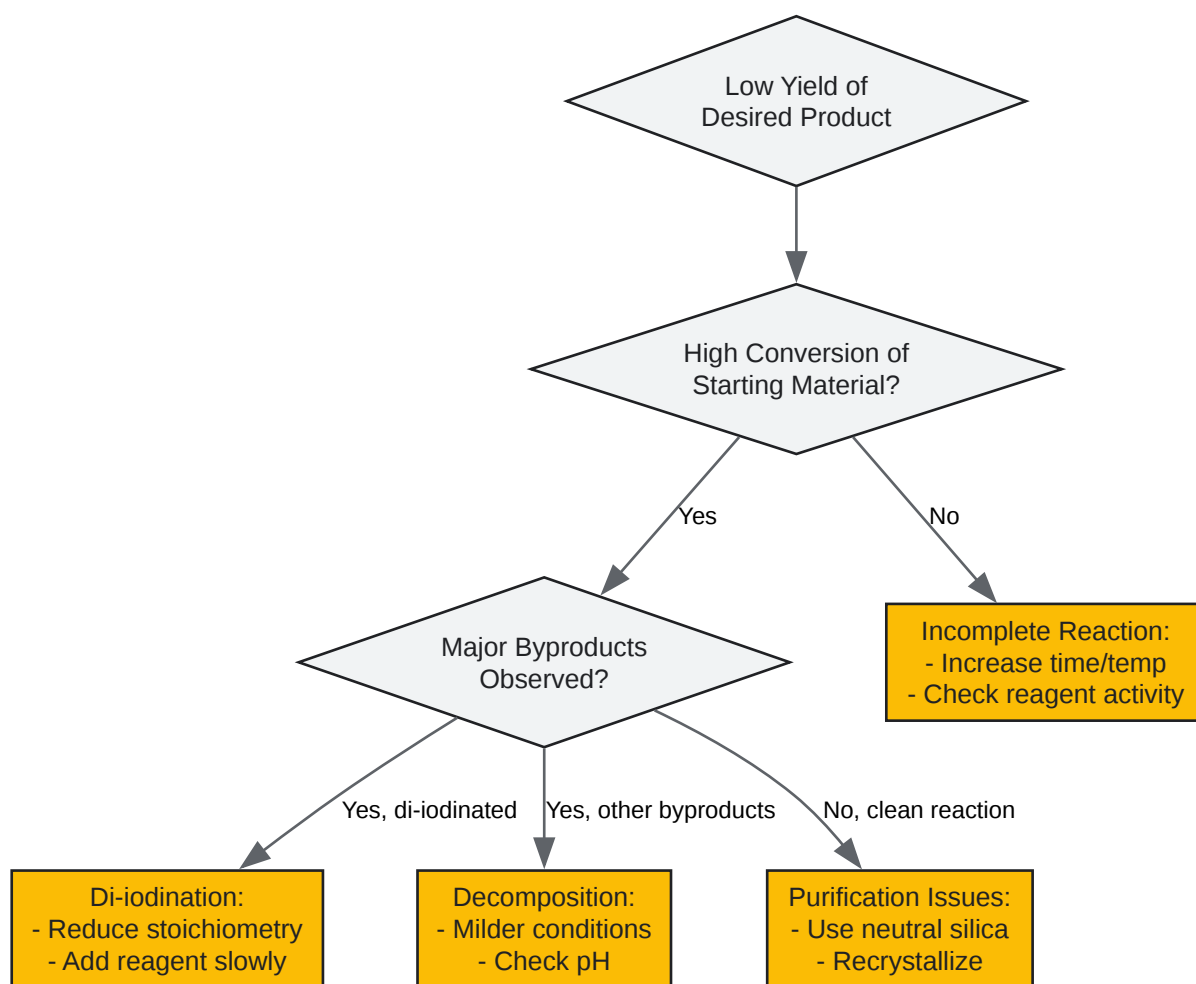 Low Yield of
Desired Product
High Conversion of
Starting Material?
Yes
No
Major Byproducts
Observed?
Incomplete Reaction:
- Increase time/temp
- Check reagent activity
Yes, di-iodinated
Yes, other byproducts
No, clean reaction
Di-iodination:
- Reduce stoichiometry
- Add reagent slowly
Decomposition:
- Milder conditions
- Check pH
Purification Issues:
- Use neutral silica
- Recrystallize